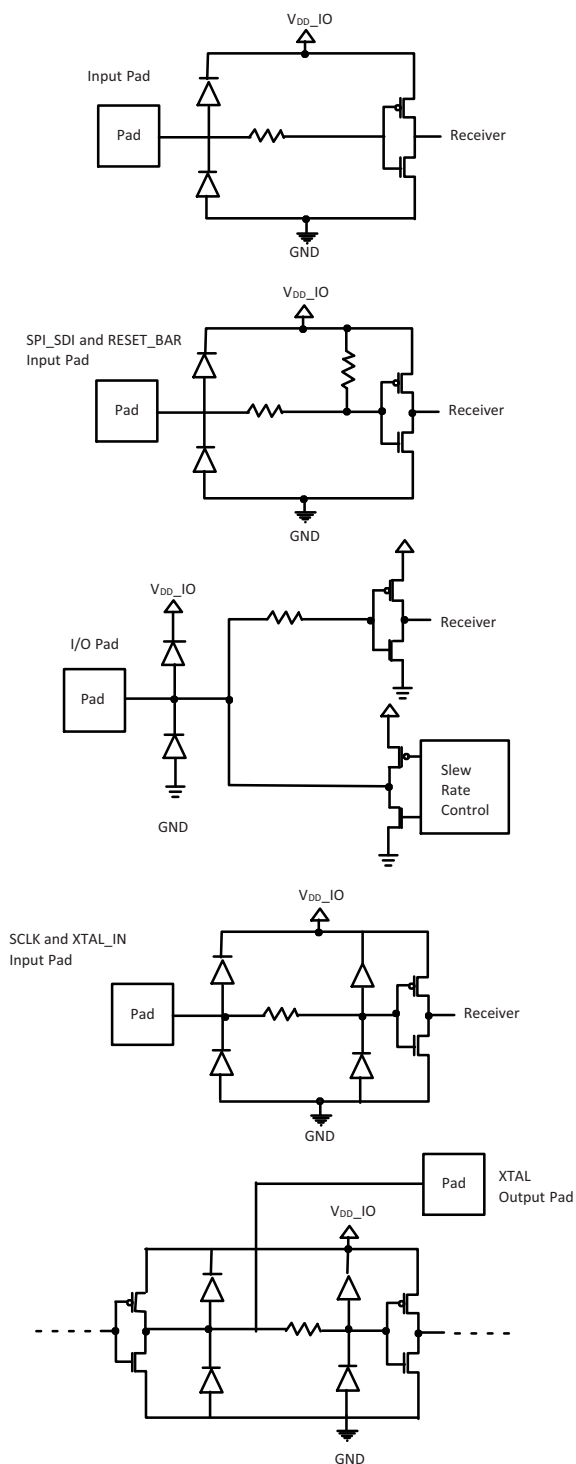 V_DD_IO
Input Pad
Pad
Receiver
GND
V_DD_IO
SPI_SDI and RESET_BAR
Input Pad
Pad
Receiver
GND
V_DD_IO
I/O Pad
Pad
Receiver
GND
Slew
Rate
Control
V_DD_IO
SCLK and XTAL_IN
Input Pad
Pad
Receiver
GND
Pad
XTAL
Output Pad
V_DD_IO
GND